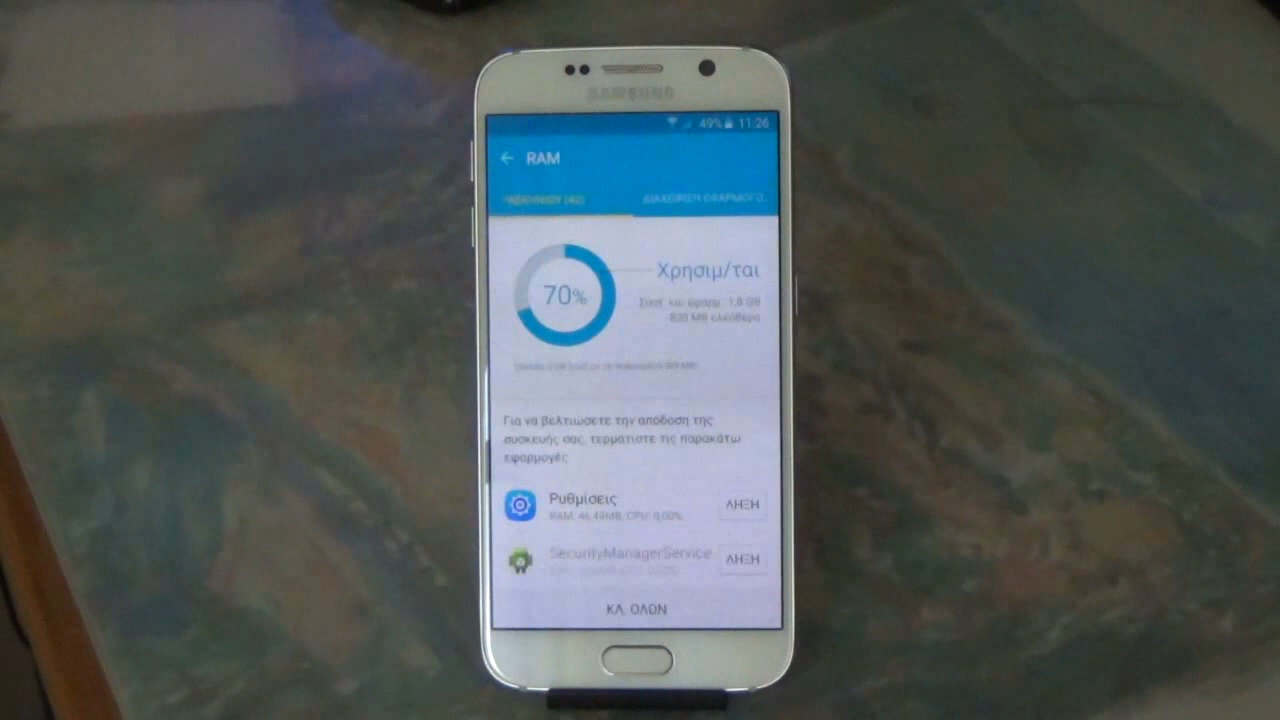 SAMSUNG
49% 11:26
RAM
ΔΙΑΧΕΙΡΙΣΗ ΕΦΑΡΜΟΓΏ
70%
Χρησιμ/ται
Συστ. και εφαρμ. 1,8 GB
820 MB ελεύθερα
Για να βελτιώσετε την απόδοση της
συσκευής σας, τερματίστε τις παρακάτω
εφαρμογές
Ρυθμίσεις
ΛΗΞΗ
RAM: 46,49MB, CPU: 0,00%
SecurityManagerService
ΛΗΞΗ
ΚΛ. ΟΛΩΝ